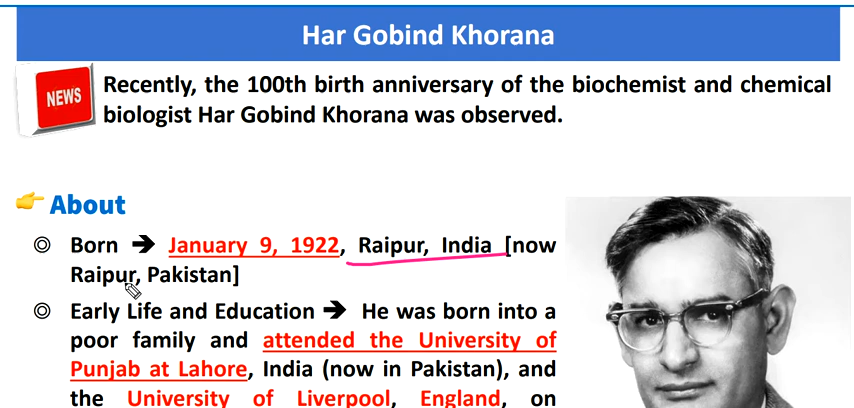 Har Gobind Khorana
NEWS
Recently, the 100th birth anniversary of the biochemist and chemical
biologist Har Gobind Khorana was observed.
👉 About
◎ Born ➔ January 9, 1922, Raipur, India [now
Raipur, Pakistan]
◎ Early Life and Education ➔ He was born into a
poor family and attended the University of
Punjab at Lahore, India (now in Pakistan), and
the University of Liverpool, England, on